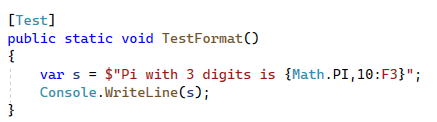 [Test]
public static void TestFormat()
{
    var s = $"Pi with 3 digits is {Math.PI,10:F3}";
    Console.WriteLine(s);
}